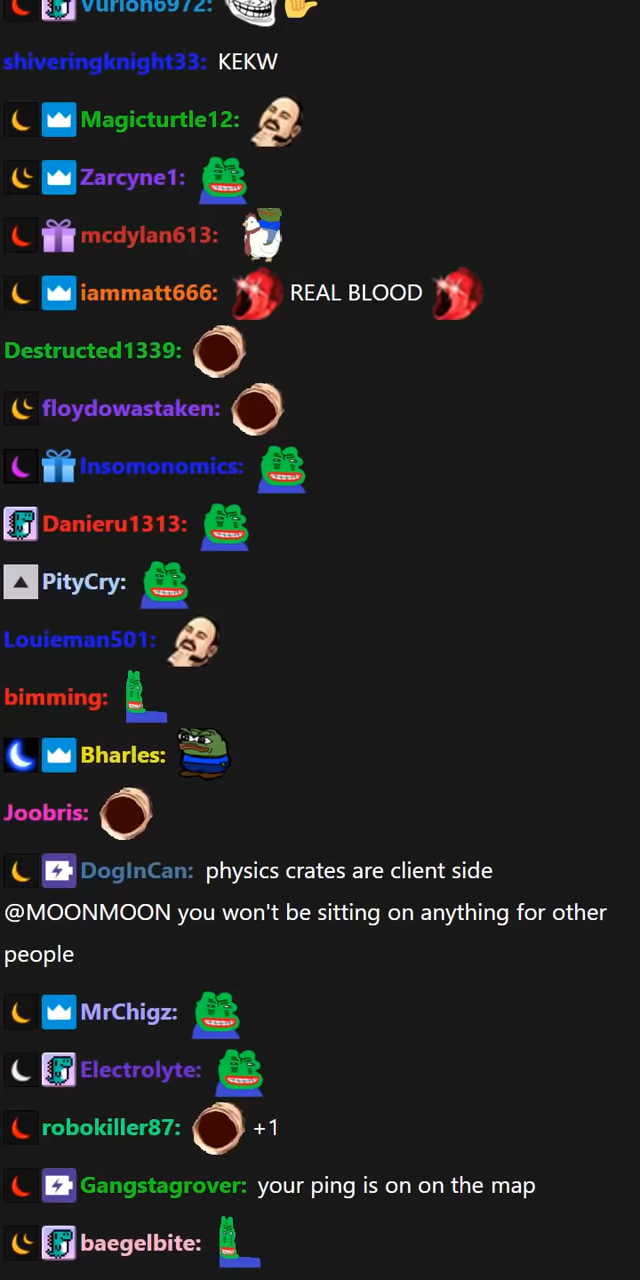 Vurion6972:
shiveringknight33: KEKW
Magicturtle12:
Zarcyne1:
mcdylan613:
iammatt666: REAL BLOOD
Destructed1339:
floydowastaken:
Insomonomics:
Danieru1313:
PityCry:
Louieman501:
bimming:
Bharles:
Joobris:
DogInCan: physics crates are client side
@MOONMOON you won't be sitting on anything for other
people
MrChigz:
Electrolyte:
robokiller87: +1
Gangstagrover: your ping is on on the map
baegelbite: